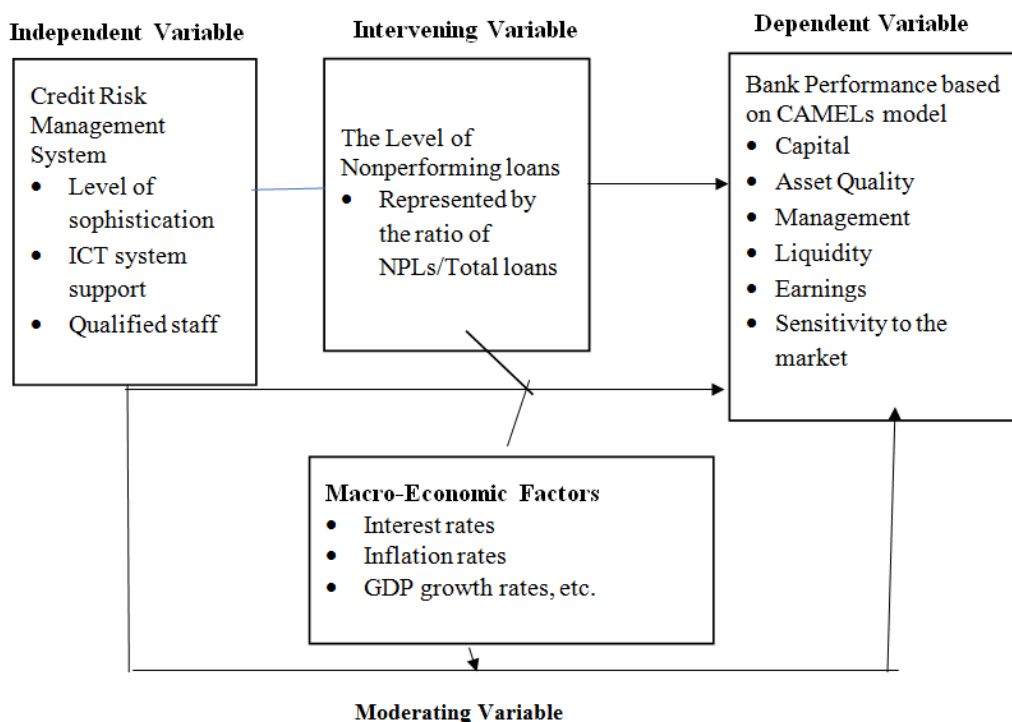 Independent Variable
Credit Risk
Management
System
• Level of
sophistication
• ICT system
support
• Qualified staff
Intervening Variable
The Level of
Nonperforming loans
• Represented by
the ratio of
NPLs/Total loans
Dependent Variable
Bank Performance based
on CAMELs model
• Capital
• Asset Quality
• Management
• Liquidity
• Earnings
• Sensitivity to the
market
Macro-Economic Factors
• Interest rates
• Inflation rates
• GDP growth rates, etc.
Moderating Variable